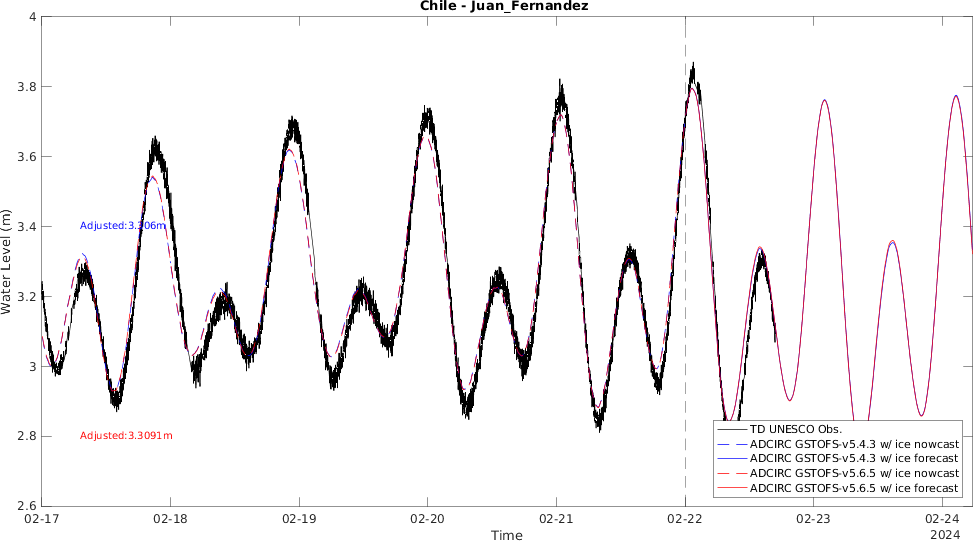 Chile - Juan_Fernandez
4
3.8
3.6
3.4
3.2
3
2.8
2.6
Water Level (m)
Adjusted:3.306m
Adjusted:3.3091m
TD UNESCO Obs.
ADCIRC GSTOFS-v5.4.3 w/ ice nowcast
ADCIRC GSTOFS-v5.4.3 w/ ice forecast
ADCIRC GSTOFS-v5.6.5 w/ ice nowcast
ADCIRC GSTOFS-v5.6.5 w/ ice forecast
02-17 02-18 02-19 02-20 02-21 02-22 02-23 02-24
Time
2024